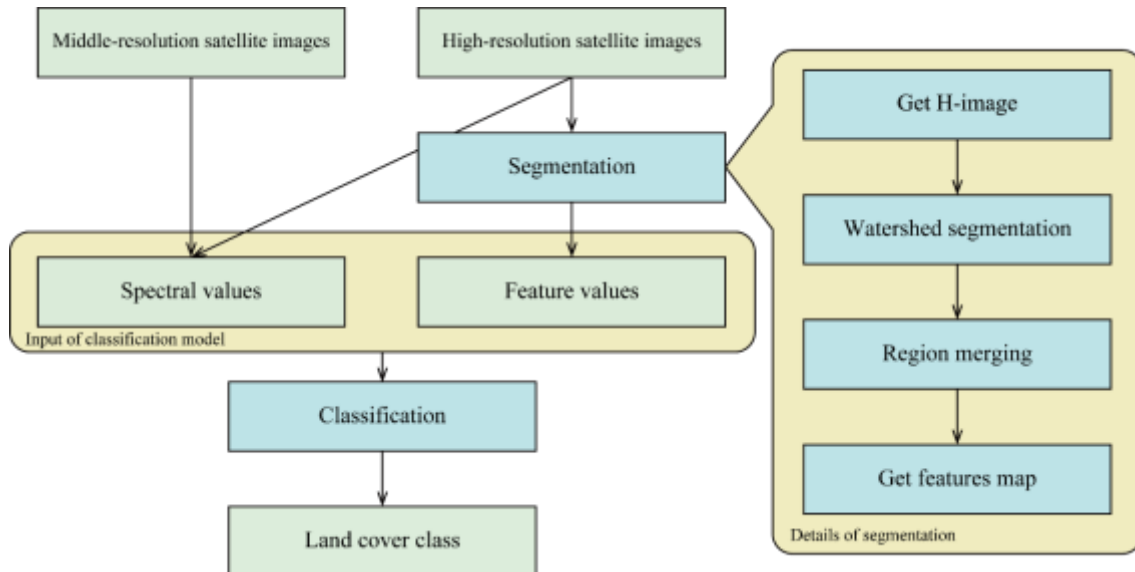 Middle-resolution satellite images
High-resolution satellite images
Segmentation
Spectral values
Feature values
Input of classification model
Classification
Land cover class
Get H-image
Watershed segmentation
Region merging
Get features map
Details of segmentation